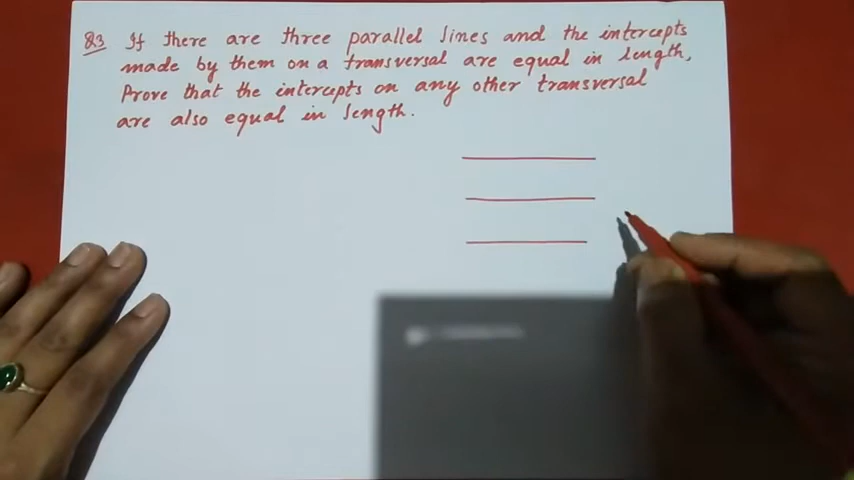 Q3 If there are three parallel lines and the intercepts
made by them on a transversal are equal in length,
Prove that the intercepts on any other transversal
are also equal in length.